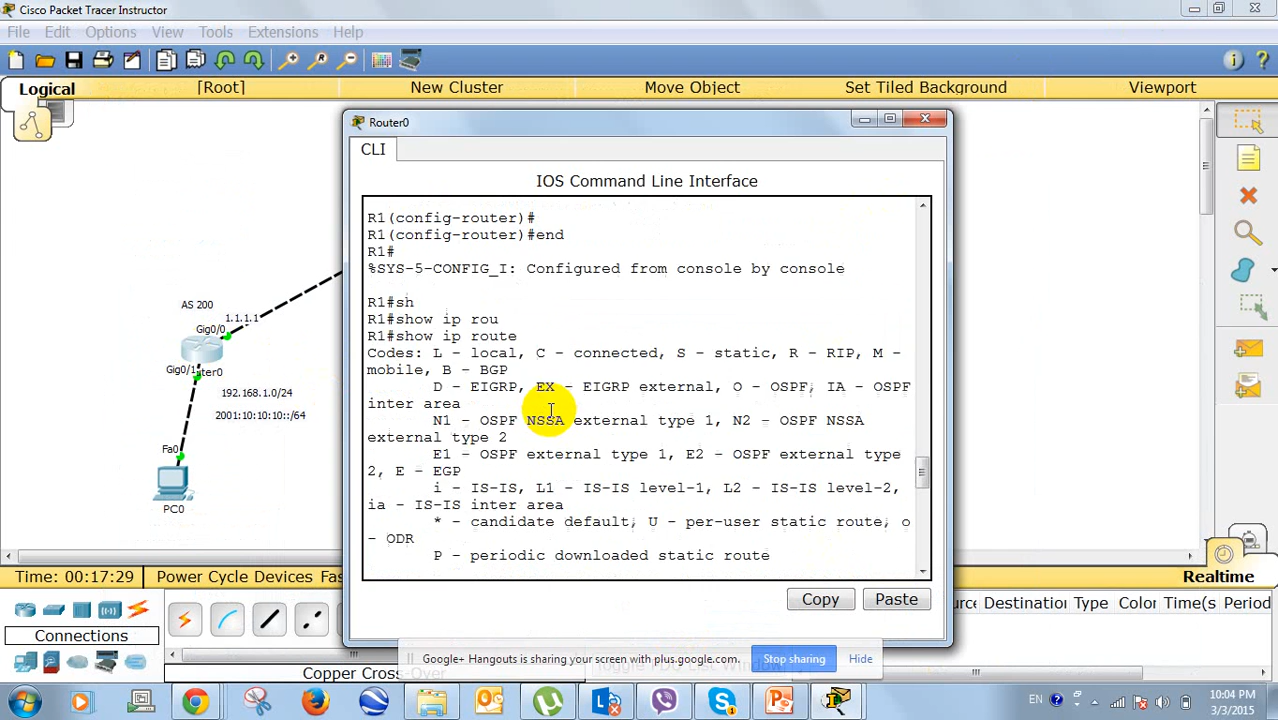 Cisco Packet Tracer Instructor
File Edit Options View Tools Extensions Help
Logical [Root] New Cluster Move Object Set Tiled Background Viewport
Router0
CLI
IOS Command Line Interface
R1(config-router)#
R1(config-router)#end
R1#
%SYS-5-CONFIG_I: Configured from console by console
R1#sh
R1#show ip rou
R1#show ip route
Codes: L - local, C - connected, S - static, R - RIP, M -
mobile, B - BGP
D - EIGRP, EX - EIGRP external, O - OSPF, IA - OSPF
inter area
N1 - OSPF NSSA external type 1, N2 - OSPF NSSA
external type 2
E1 - OSPF external type 1, E2 - OSPF external type
2, E - EGP
i - IS-IS, L1 - IS-IS level-1, L2 - IS-IS level-2,
ia - IS-IS inter area
* - candidate default, U - per-user static route, o
- ODR
P - periodic downloaded static route
Copy Paste
AS 200
1.1.1.1
Gig0/0
Gig0/1 ter0
192.168.1.0/24
2001:10:10:10::/64
Fa0
PC0
Time: 00:17:29 Power Cycle Devices Fas
Realtime
Connections
Destination Type Color Time(s Period
Google+ Hangouts is sharing your screen with plus.google.com. Stop sharing Hide
Copper Cross-Over
EN
10:04 PM
3/3/2015